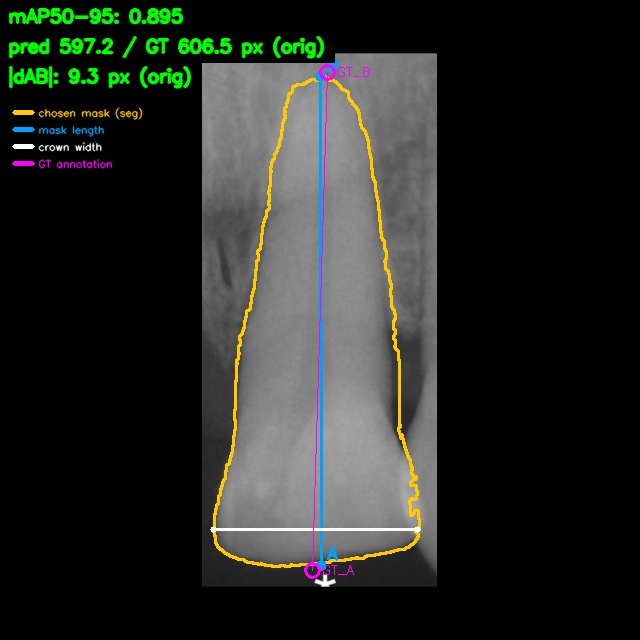 mAP50-95: 0.895
pred 597.2 / GT 606.5 px (orig)
|dAB|: 9.3 px (orig)
chosen mask (seg)
mask length
crown width
GT annotation
GT_B
A
GT_A